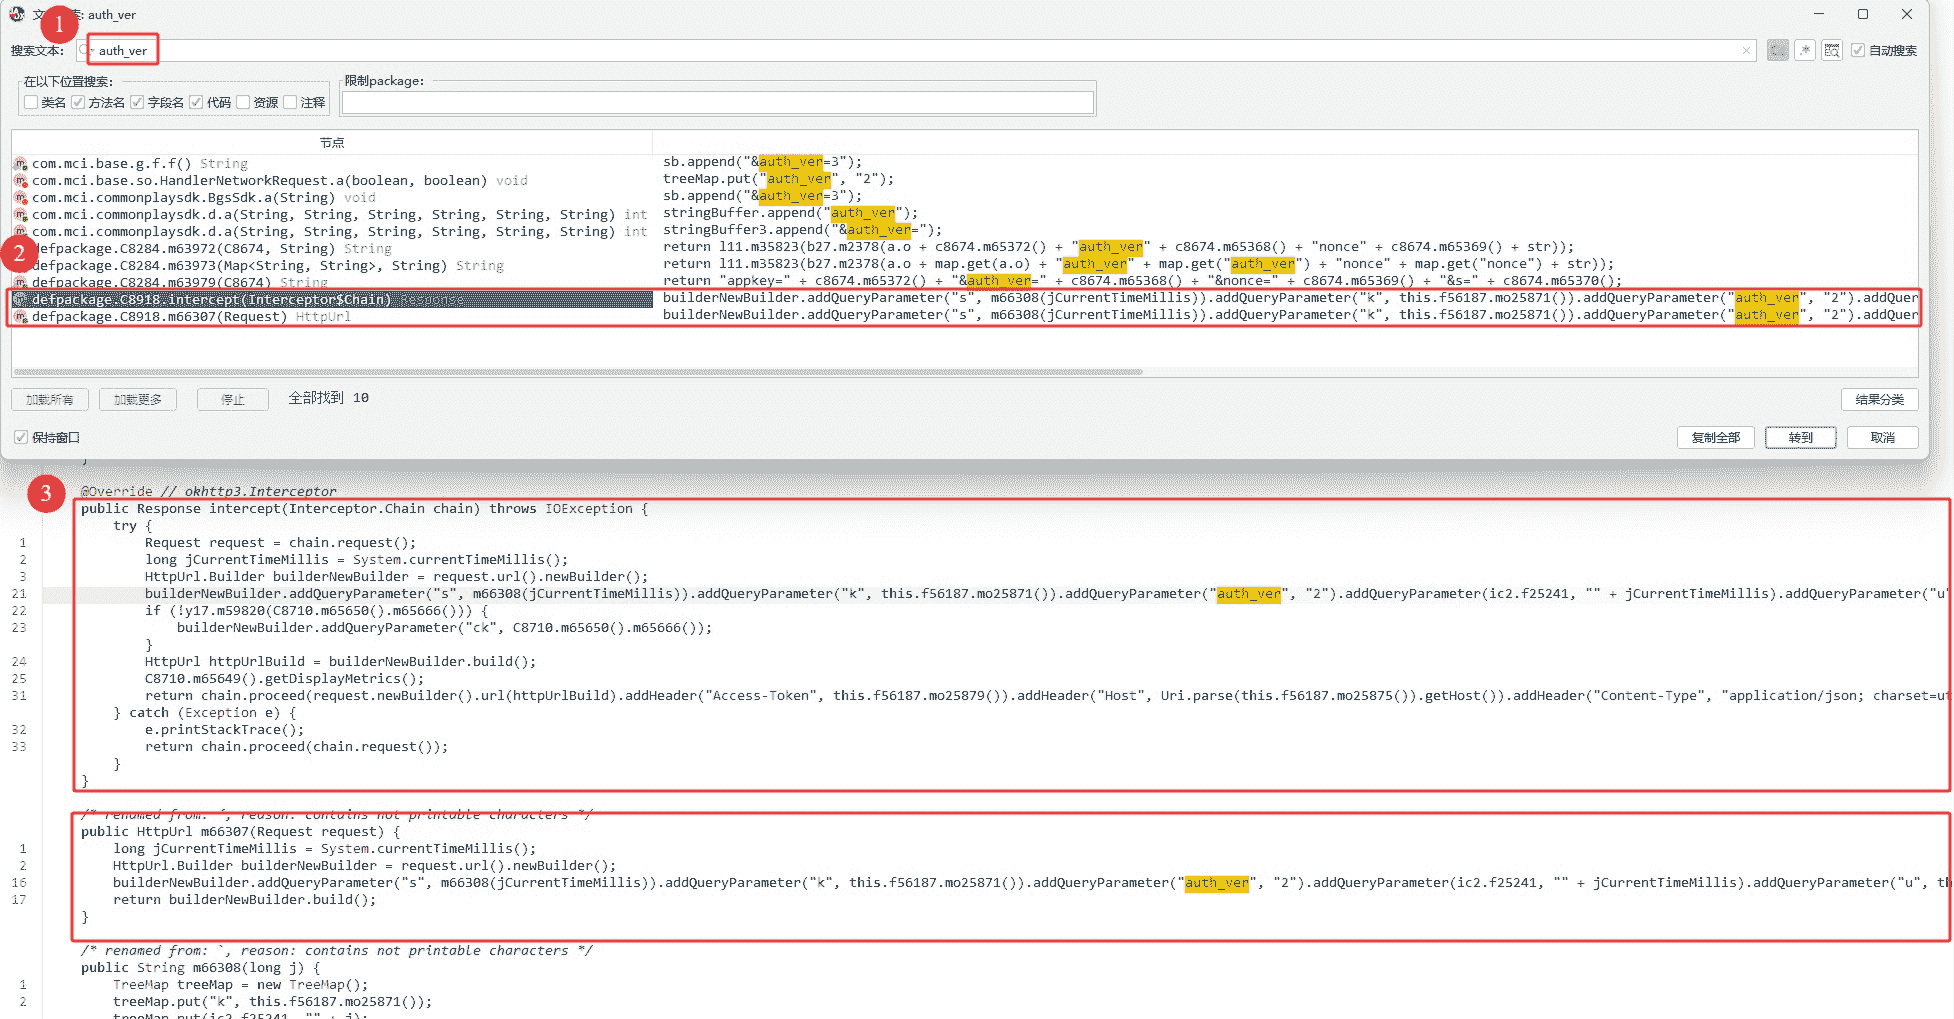 索: auth_ver
1
搜索文本: auth_ver
自动搜索
在以下位置搜索: 限制package:
类名 方法名 字段名 代码 资源 注释
节点
com.mci.base.g.f.f() String sb.append("&auth_ver=3");
com.mci.base.so.HandlerNetworkRequest.a(boolean, boolean) void treeMap.put("auth_ver", "2");
com.mci.commonplaysdk.BgsSdk.a(String) void sb.append("&auth_ver=3");
com.mci.commonplaysdk.d.a(String, String, String, String, String, String) int stringBuffer.append("auth_ver");
com.mci.commonplaysdk.d.a(String, String, String, String, String, String) int stringBuffer3.append("&auth_ver=");
2
defpackage.C8284.m63972(C8674, String) String return l11.m35823(b27.m2378(a.o + c8674.m65372() + "auth_ver" + c8674.m65368() + "nonce" + c8674.m65369() + str));
defpackage.C8284.m63973(Map<String, String>, String) String return l11.m35823(b27.m2378(a.o + map.get(a.o) + "auth_ver" + map.get("auth_ver") + "nonce" + map.get("nonce") + str));
defpackage.C8284.m63979(C8674) String return "appkey=" + c8674.m65372() + "&auth_ver=" + c8674.m65368() + "&nonce=" + c8674.m65369() + "&s=" + c8674.m65370();
defpackage.C8918.intercept(Interceptor$Chain) Response builderNewBuilder.addQueryParameter("s", m66308(jCurrentTimeMillis)).addQueryParameter("k", this.f56187.mo25871()).addQueryParameter("auth_ver", "2").addQuer
defpackage.C8918.m66307(Request) HttpUrl builderNewBuilder.addQueryParameter("s", m66308(jCurrentTimeMillis)).addQueryParameter("k", this.f56187.mo25871()).addQueryParameter("auth_ver", "2").addQuer
加载所有 加载更多 停止 全部找到 10 结果分类
保持窗口 复制全部 转到 取消
3
@Override // okhttp3.Interceptor
public Response intercept(Interceptor.Chain chain) throws IOException {
try {
1 Request request = chain.request();
2 long jCurrentTimeMillis = System.currentTimeMillis();
3 HttpUrl.Builder builderNewBuilder = request.url().newBuilder();
21 builderNewBuilder.addQueryParameter("s", m66308(jCurrentTimeMillis)).addQueryParameter("k", this.f56187.mo25871()).addQueryParameter("auth_ver", "2").addQueryParameter(ic2.f25241, "" + jCurrentTimeMillis).addQueryParameter("u"
22 if (!y17.m59820(C8710.m65650().m65666())) {
23 builderNewBuilder.addQueryParameter("ck", C8710.m65650().m65666());
}
24 HttpUrl httpUrlBuild = builderNewBuilder.build();
25 C8710.m65649().getDisplayMetrics();
31 return chain.proceed(request.newBuilder().url(httpUrlBuild).addHeader("Access-Token", this.f56187.mo25879()).addHeader("Host", Uri.parse(this.f56187.mo25875()).getHost()).addHeader("Content-Type", "application/json; charset=ut
} catch (Exception e) {
32 e.printStackTrace();
33 return chain.proceed(chain.request());
}
}
/* renamed from: ´, reason: contains not printable characters */
public HttpUrl m66307(Request request) {
1 long jCurrentTimeMillis = System.currentTimeMillis();
2 HttpUrl.Builder builderNewBuilder = request.url().newBuilder();
16 builderNewBuilder.addQueryParameter("s", m66308(jCurrentTimeMillis)).addQueryParameter("k", this.f56187.mo25871()).addQueryParameter("auth_ver", "2").addQueryParameter(ic2.f25241, "" + jCurrentTimeMillis).addQueryParameter("u", th
17 return builderNewBuilder.build();
}
/* renamed from: `, reason: contains not printable characters */
public String m66308(long j) {
1 TreeMap treeMap = new TreeMap();
2 treeMap.put("k", this.f56187.mo25871());
treeMap.put(ic2.f25241, "" + j);